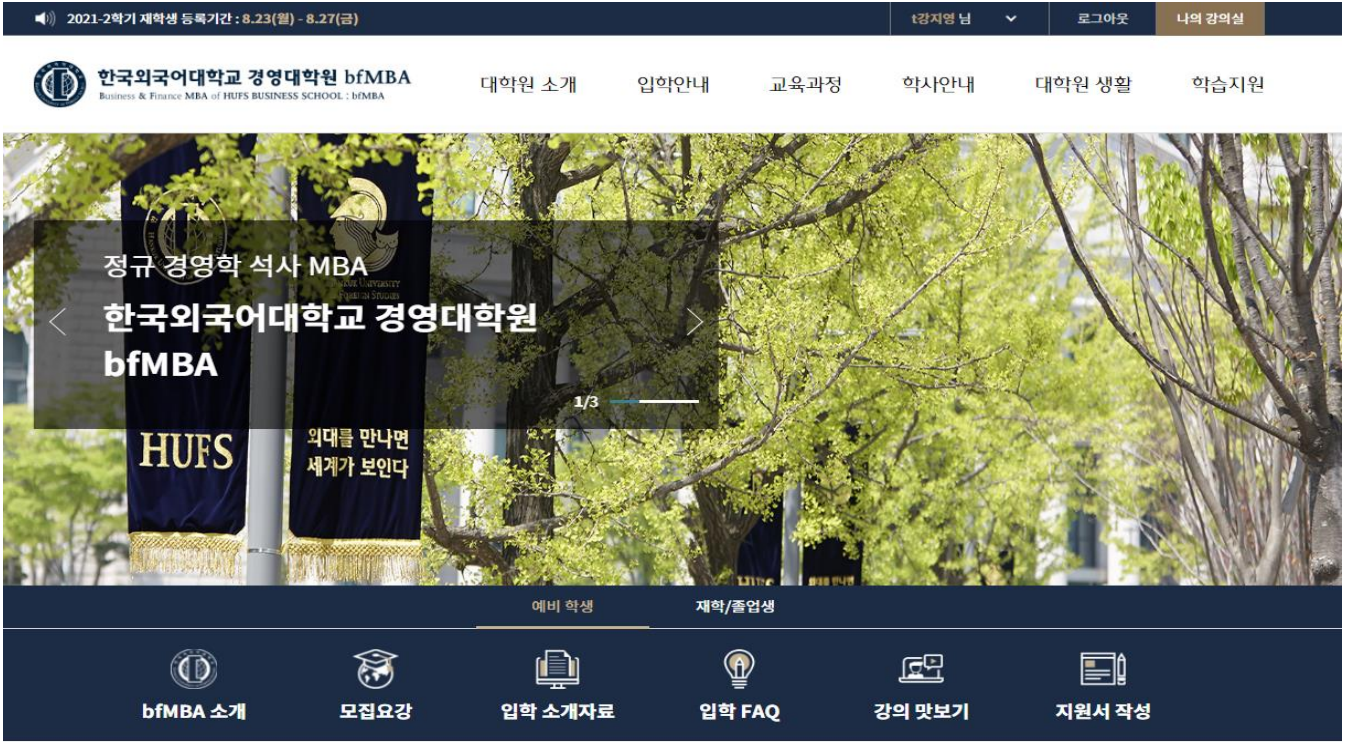 2021-2학기 재학생 등록기간 : 8.23(월) - 8.27(금)
t강지영 님
로그아웃
나의 강의실
한국외국어대학교 경영대학원 bfMBA
Business & Finance MBA of HUFS BUSINESS SCHOOL : bfMBA
대학원 소개
입학안내
교육과정
학사안내
대학원 생활
학습지원
정규 경영학 석사 MBA
한국외국어대학교 경영대학원
bfMBA
1/3
HUFS
외대를 만나면
세계가 보인다
예비 학생
재학/졸업생
bfMBA 소개
모집요강
입학 소개자료
입학 FAQ
강의 맛보기
지원서 작성